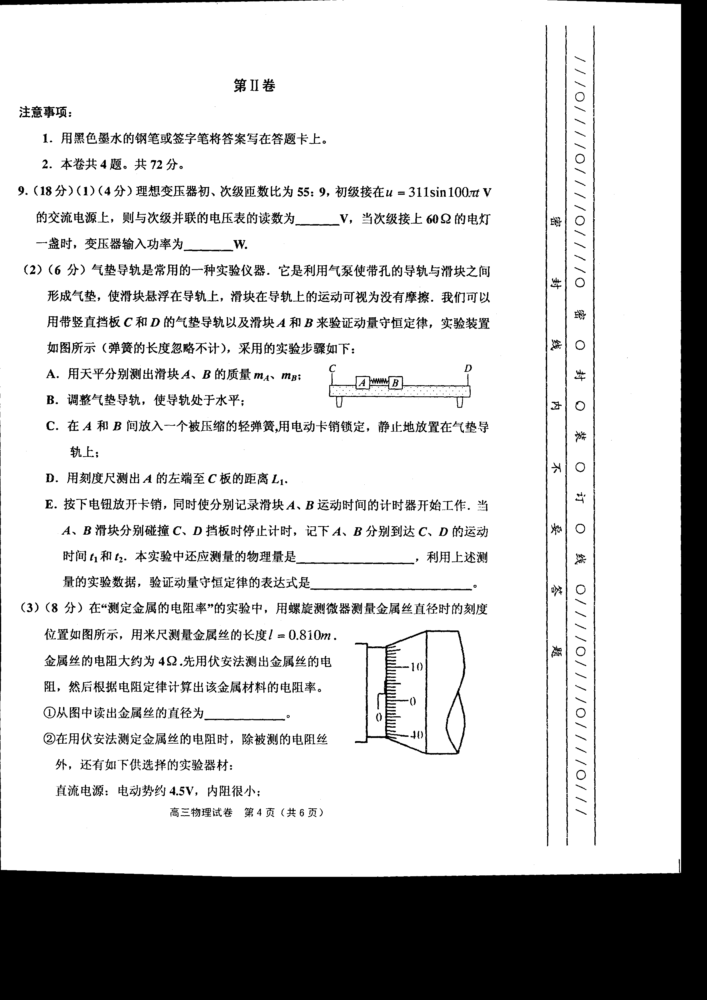 第 II 卷
注意事项：
1. 用黑色墨水的钢笔或签字笔将答案写在答题卡上。
2. 本卷共 4 题。共 72 分。
9.（18 分）（1）（4 分）理想变压器初、次级匝数比为 55：9，初级接在u = 311sin100πt V
的交流电源上，则与次级并联的电压表的读数为______V，当次级接上 60Ω 的电灯
一盏时，变压器输入功率为_______W.
（2）（6 分）气垫导轨是常用的一种实验仪器．它是利用气泵使带孔的导轨与滑块之间
形成气垫，使滑块悬浮在导轨上，滑块在导轨上的运动可视为没有摩擦．我们可以
用带竖直挡板 C 和 D 的气垫导轨以及滑块 A 和 B 来验证动量守恒定律，实验装置
如图所示（弹簧的长度忽略不计），采用的实验步骤如下：
A．用天平分别测出滑块 A、B 的质量 mA、mB;
B．调整气垫导轨，使导轨处于水平；
C．在 A 和 B 间放入一个被压缩的轻弹簧,用电动卡销锁定，静止地放置在气垫导
轨上；
D．用刻度尺测出 A 的左端至 C 板的距离 L1.
E．按下电钮放开卡销，同时使分别记录滑块 A、B 运动时间的计时器开始工作．当
A、B 滑块分别碰撞 C、D 挡板时停止计时，记下 A、B 分别到达 C、D 的运动
时间 t1 和 t2．本实验中还应测量的物理量是_________________，利用上述测
量的实验数据，验证动量守恒定律的表达式是_______________________。
C
D
A
B
（3）（8 分）在“测定金属的电阻率”的实验中，用螺旋测微器测量金属丝直径时的刻度
位置如图所示，用米尺测量金属丝的长度l = 0.810m．
金属丝的电阻大约为 4Ω .先用伏安法测出金属丝的电
阻，然后根据电阻定律计算出该金属材料的电阻率。
①从图中读出金属丝的直径为____________。
②在用伏安法测定金属丝的电阻时，除被测的电阻丝
外，还有如下供选择的实验器材：
直流电源：电动势约 4.5V，内阻很小；
10
0
0
40
高三物理试卷 第 4 页（共 6 页）
密 封 线 内 不 要 答 题
///○////○////○////○ 密 ○ 封 ○ 装 ○ 订 ○ 线 ○////○////○////○///